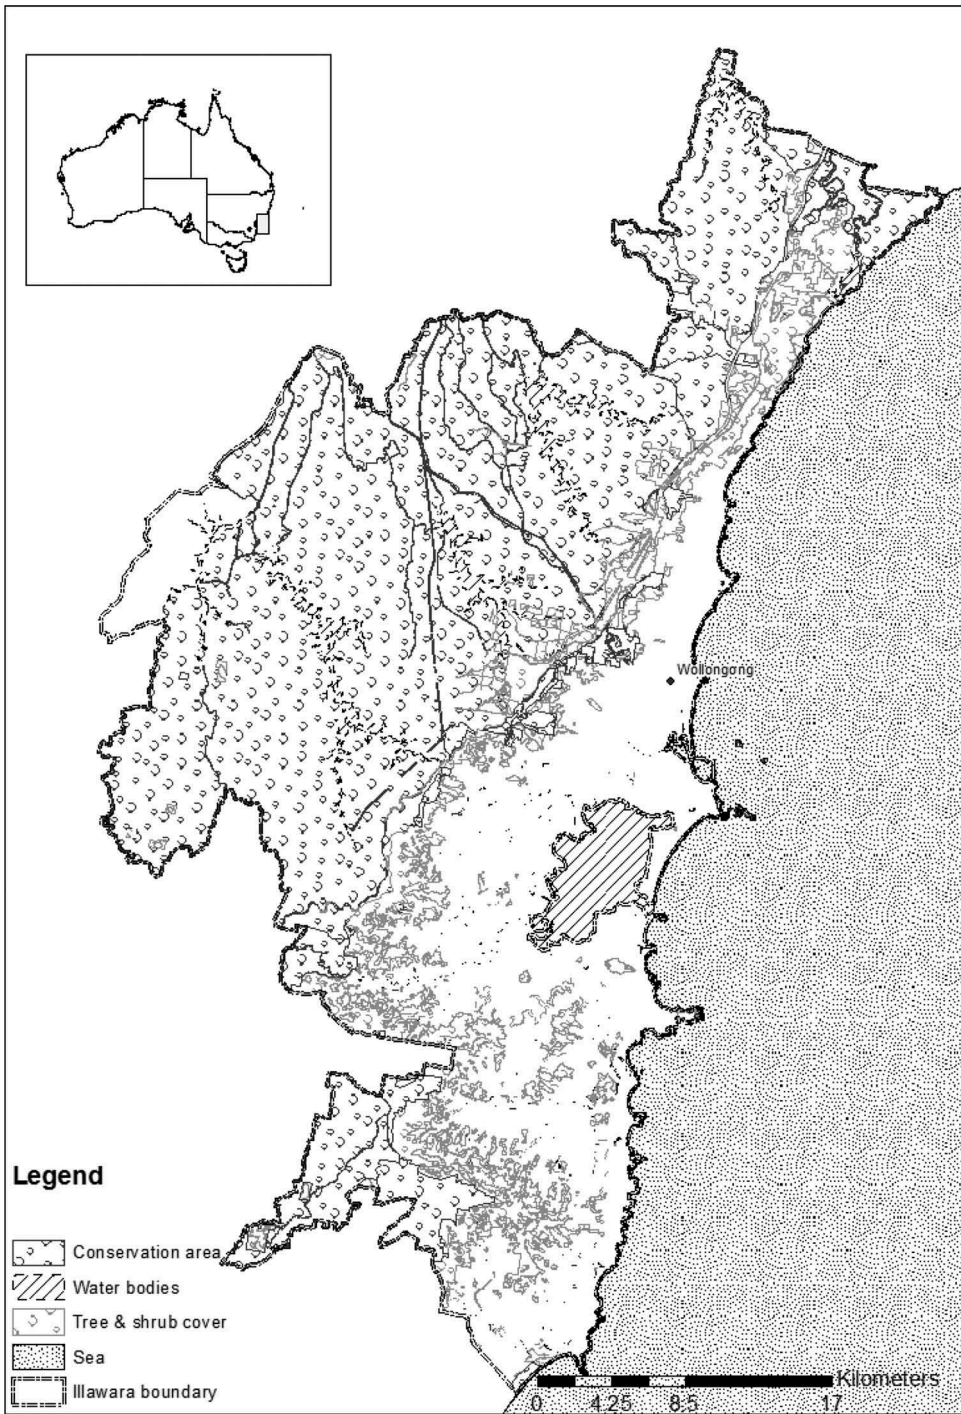 Wollongong
Legend
Conservation area
Water bodies
Tree & shrub cover
Sea
Illawara boundary
Kilometers
0 4.25 8.5 17